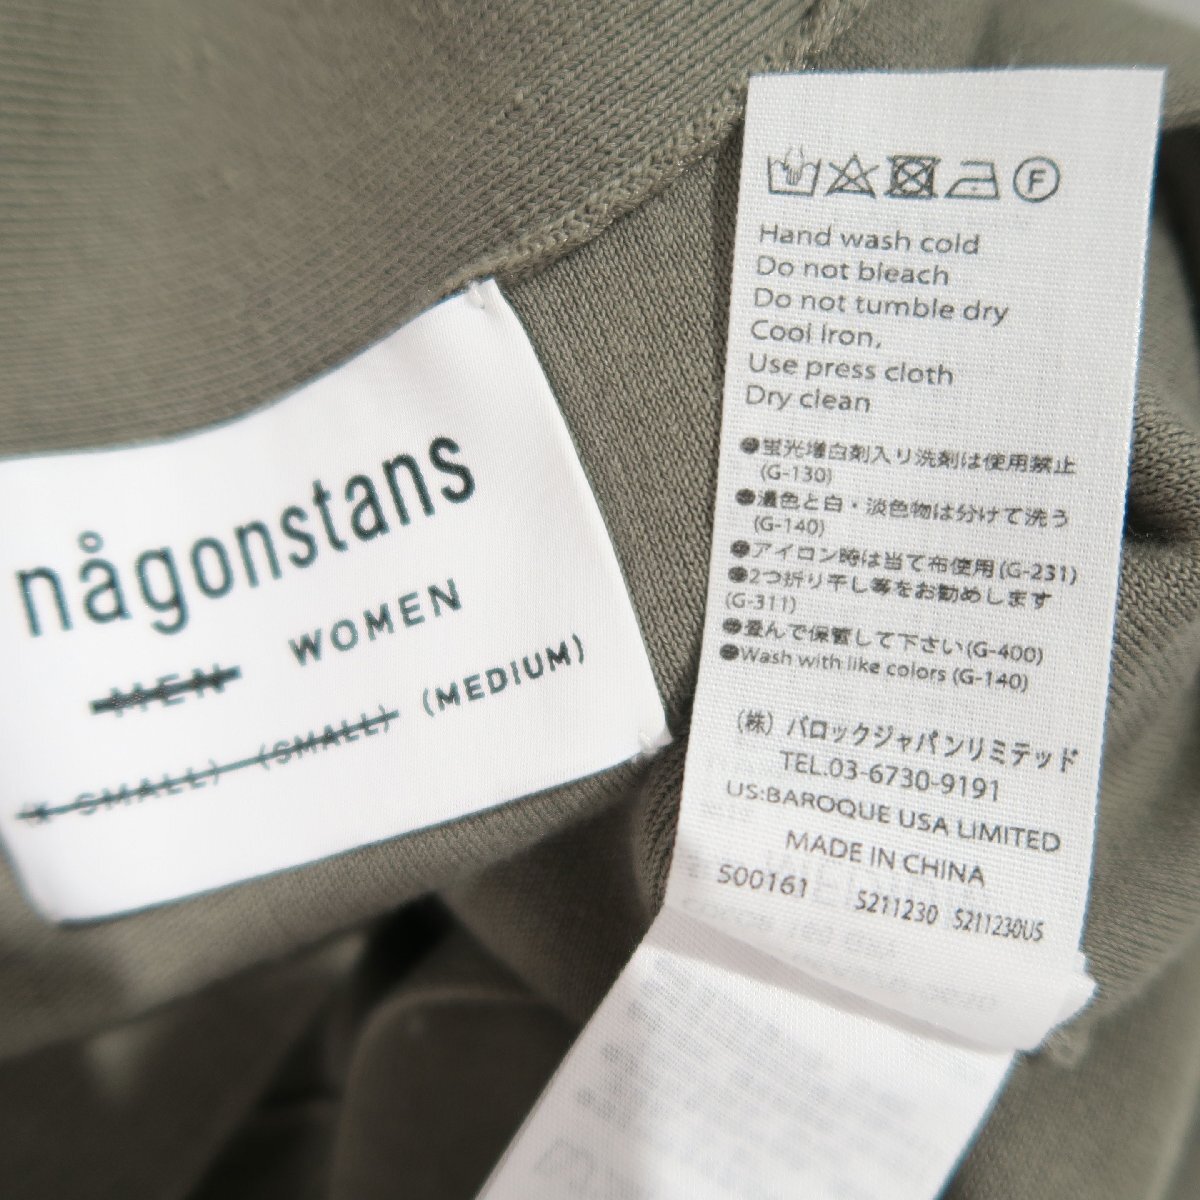 någonstans
MEN WOMEN
(X-SMALL) (SMALL) (MEDIUM)
F
Hand wash cold
Do not bleach
Do not tumble dry
Cool Iron,
Use press cloth
Dry clean
●蛍光増白剤入り洗剤は使用禁止
(G-130)
●濃色と白・淡色物は分けて洗う
(G-140)
●アイロン時は当て布使用(G-231)
●2つ折り干し等をお勧めします
(G-311)
●畳んで保管して下さい(G-400)
●Wash with like colors (G-140)
(株) バロックジャパンリミテッド
TEL.03-6730-9191
US:BAROQUE USA LIMITED
MADE IN CHINA
500161 S211230 S211230US